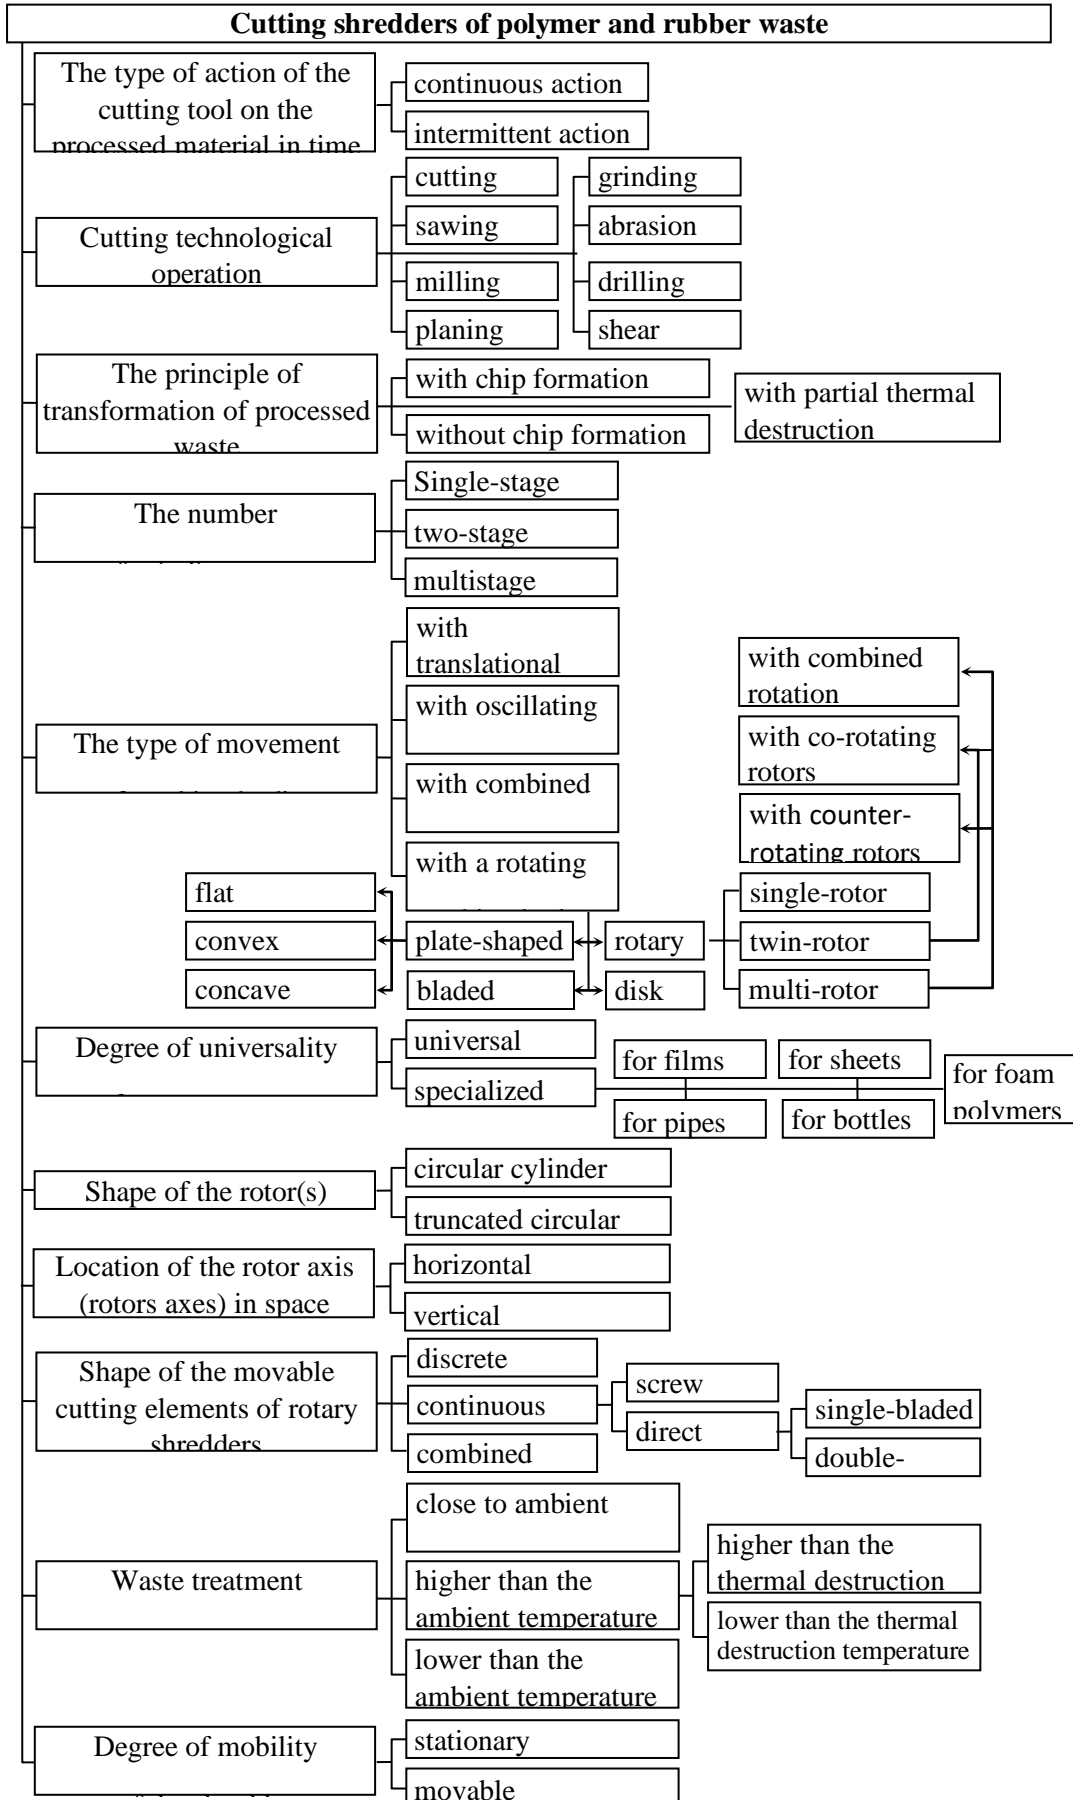 Cutting shredders of polymer and rubber waste
The type of action of the
cutting tool on the
processed material in time
continuous action
intermittent action
Cutting technological
operation
cutting
sawing
milling
planing
grinding
abrasion
drilling
shear
The principle of
transformation of processed
waste
with chip formation
without chip formation
with partial thermal
destruction
The number
Single-stage
two-stage
multistage
The type of movement
with
translational
with oscillating
with combined
with a rotating
flat
convex
concave
plate-shaped
bladed
rotary
disk
with combined
rotation
with co-rotating
rotors
with counter-
rotating rotors
single-rotor
twin-rotor
multi-rotor
Degree of universality
universal
specialized
for films
for pipes
for sheets
for bottles
for foam
polymers
Shape of the rotor(s)
circular cylinder
truncated circular
Location of the rotor axis
(rotors axes) in space
horizontal
vertical
Shape of the movable
cutting elements of rotary
shredders
discrete
continuous
combined
screw
direct
single-bladed
double-
Waste treatment
close to ambient
higher than the
ambient temperature
lower than the
ambient temperature
higher than the
thermal destruction
lower than the thermal
destruction temperature
Degree of mobility
stationary
movable